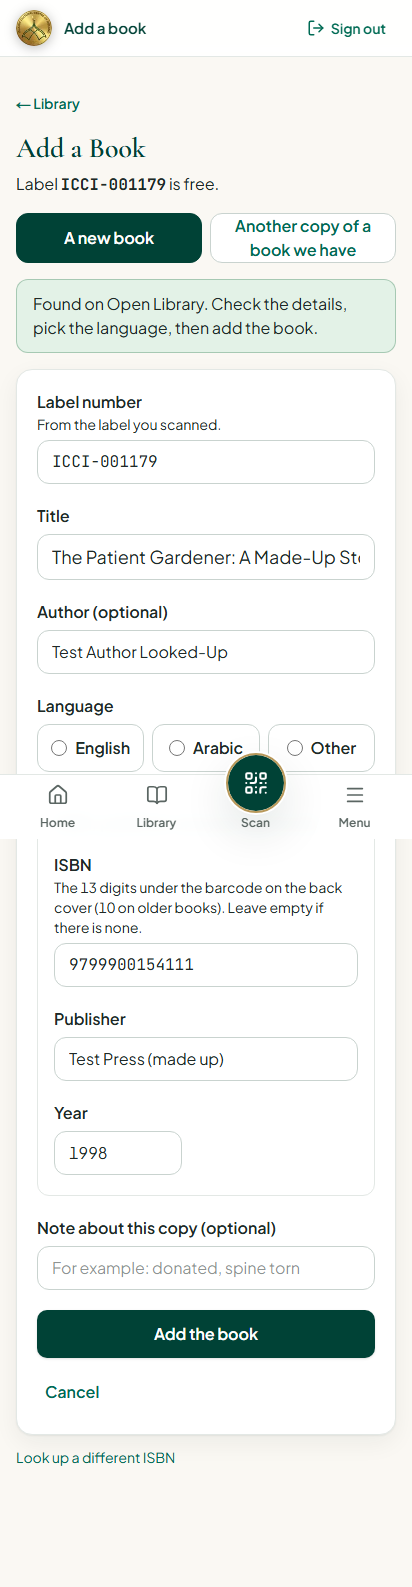 Add a book
Sign out
← Library
Add a Book
Label ICCI-001179 is free.
A new book
Another copy of a
book we have
Found on Open Library. Check the details,
pick the language, then add the book.
Label number
From the label you scanned.
ICCI-001179
Title
The Patient Gardener: A Made-Up
Author (optional)
Test Author Looked-Up
Language
English
Arabic
Other
Home
Library
Scan
Menu
ISBN
The 13 digits under the barcode on the back
cover (10 on older books). Leave empty if
there is none.
9799900154111
Publisher
Test Press (made up)
Year
1998
Note about this copy (optional)
For example: donated, spine torn
Add the book
Cancel
Look up a different ISBN